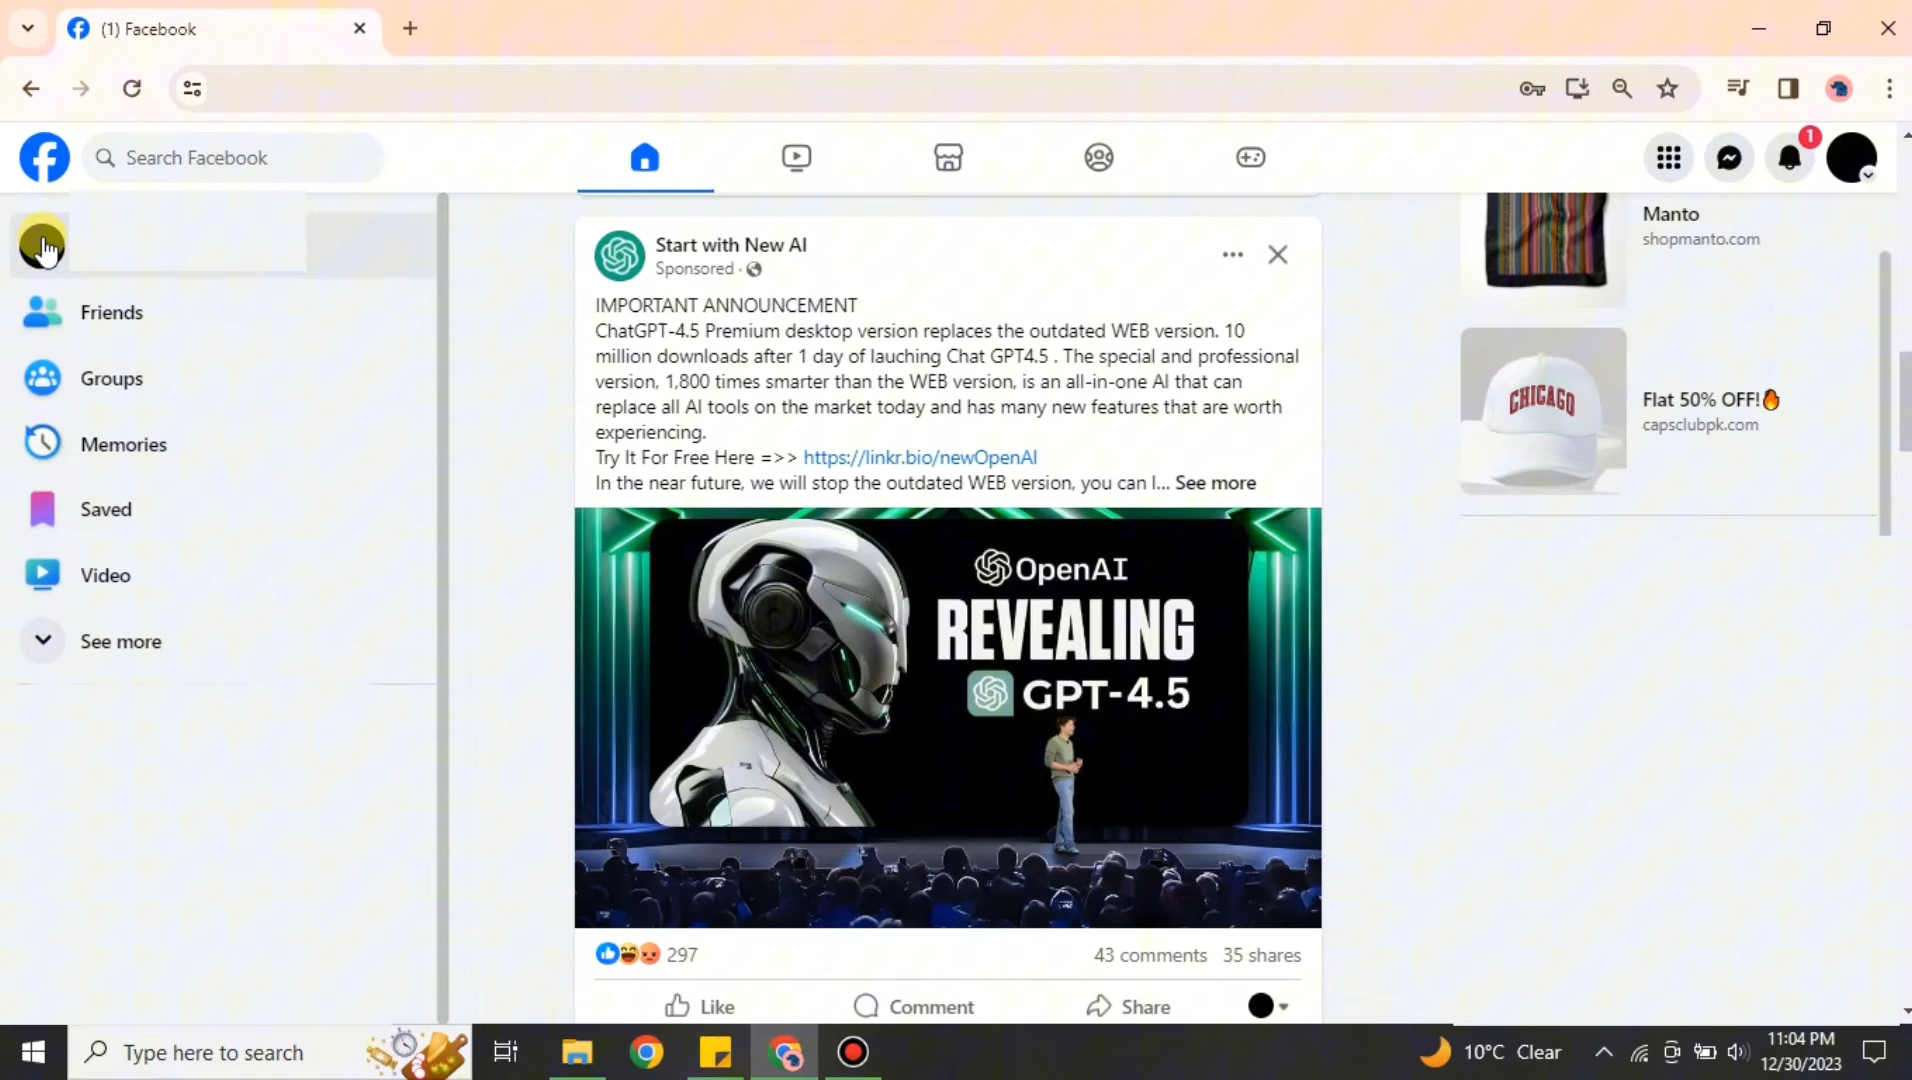 (1) Facebook
Search Facebook
1
Friends
Groups
Memories
Saved
Video
See more
Start with New AI
Sponsored ·
IMPORTANT ANNOUNCEMENT
ChatGPT-4.5 Premium desktop version replaces the outdated WEB version. 10
million downloads after 1 day of lauching Chat GPT4.5 . The special and professional
version, 1,800 times smarter than the WEB version, is an all-in-one AI that can
replace all AI tools on the market today and has many new features that are worth
experiencing.
Try It For Free Here =>> https://linkr.bio/newOpenAI
In the near future, we will stop the outdated WEB version, you can l... See more
OpenAI
REVEALING
GPT-4.5
297
43 comments 35 shares
Like
Comment
Share
Manto
shopmanto.com
CHICAGO
Flat 50% OFF!🔥
capsclubpk.com
Type here to search
10°C Clear
11:04 PM
12/30/2023